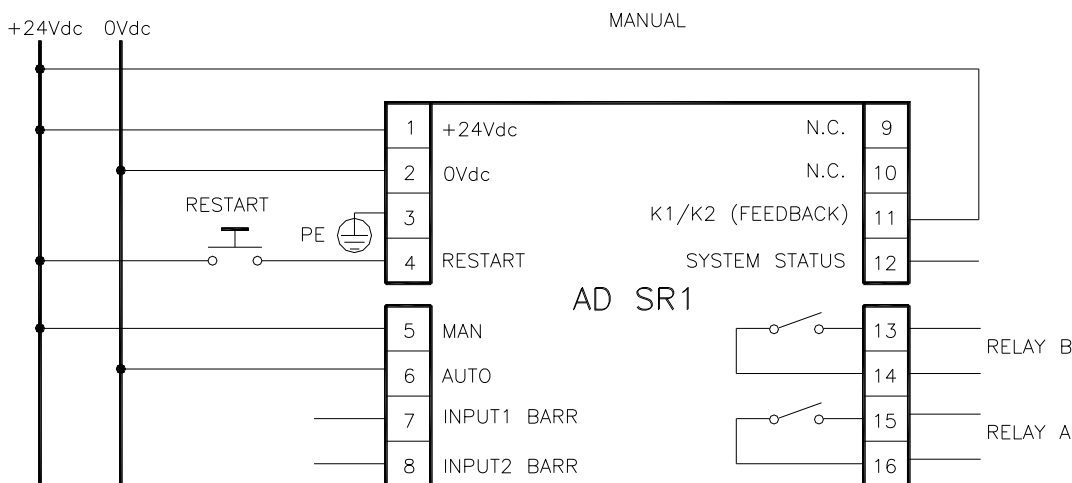 MANUAL
+24Vdc 0Vdc
1 +24Vdc N.C. 9
2 0Vdc N.C. 10
RESTART
3 K1/K2 (FEEDBACK) 11
PE
4 RESTART SYSTEM STATUS 12
AD SR1
5 MAN 13
RELAY B
6 AUTO 14
7 INPUT1 BARR 15
RELAY A
8 INPUT2 BARR 16